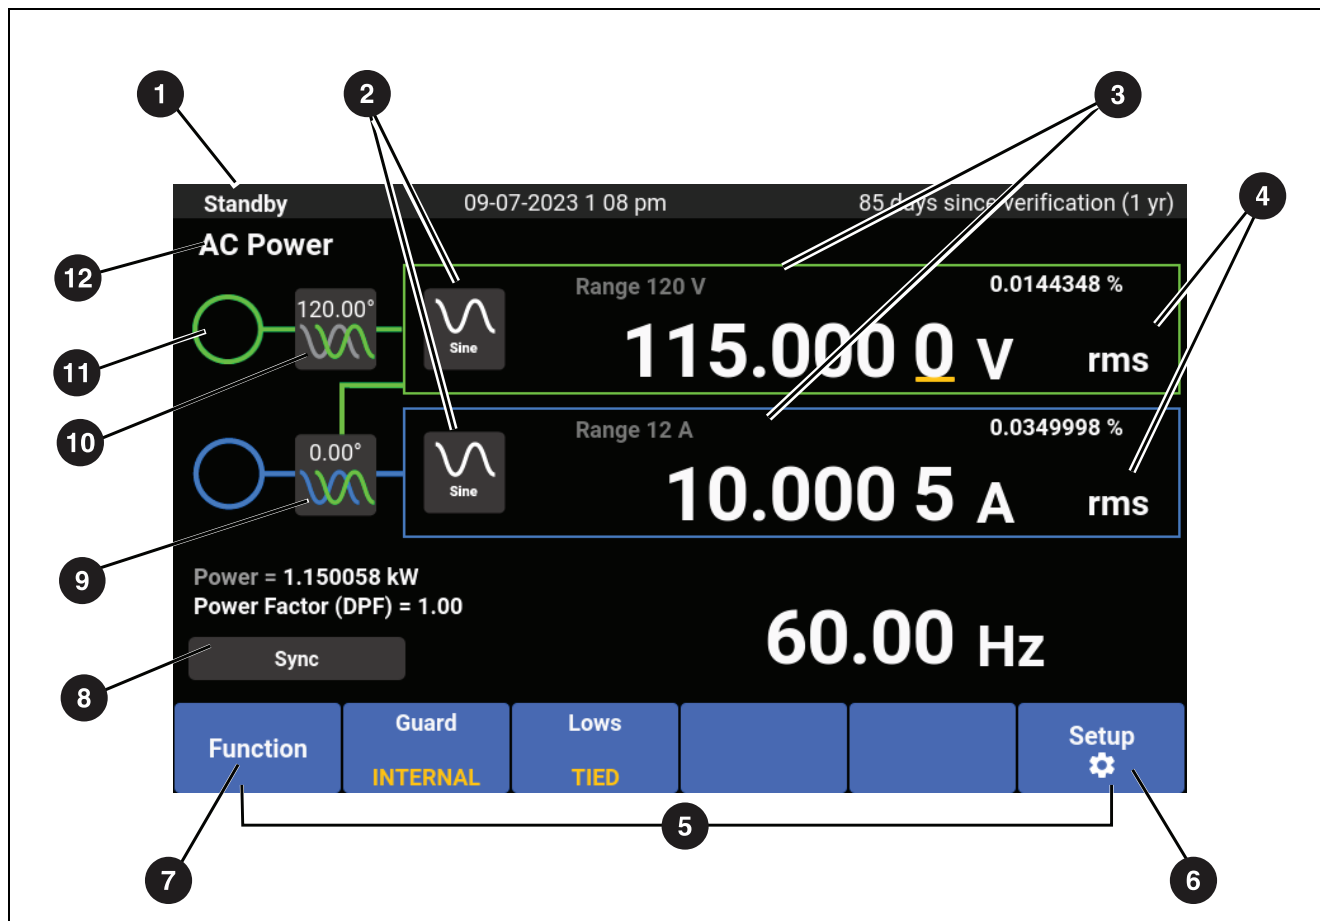 1
2
3
4
Standby 09-07-2023 1 08 pm 85 days since verification (1 yr)
AC Power
12
Range 120 V 0.0144348 %
120.00°
Sine
115.000 0 V rms
11
10
Range 12 A 0.0349998 %
0.00°
Sine
10.000 5 A rms
9
Power = 1.150058 kW
Power Factor (DPF) = 1.00
60.00 Hz
Sync
8
Function
Guard
INTERNAL
Lows
TIED
Setup
5
7
6